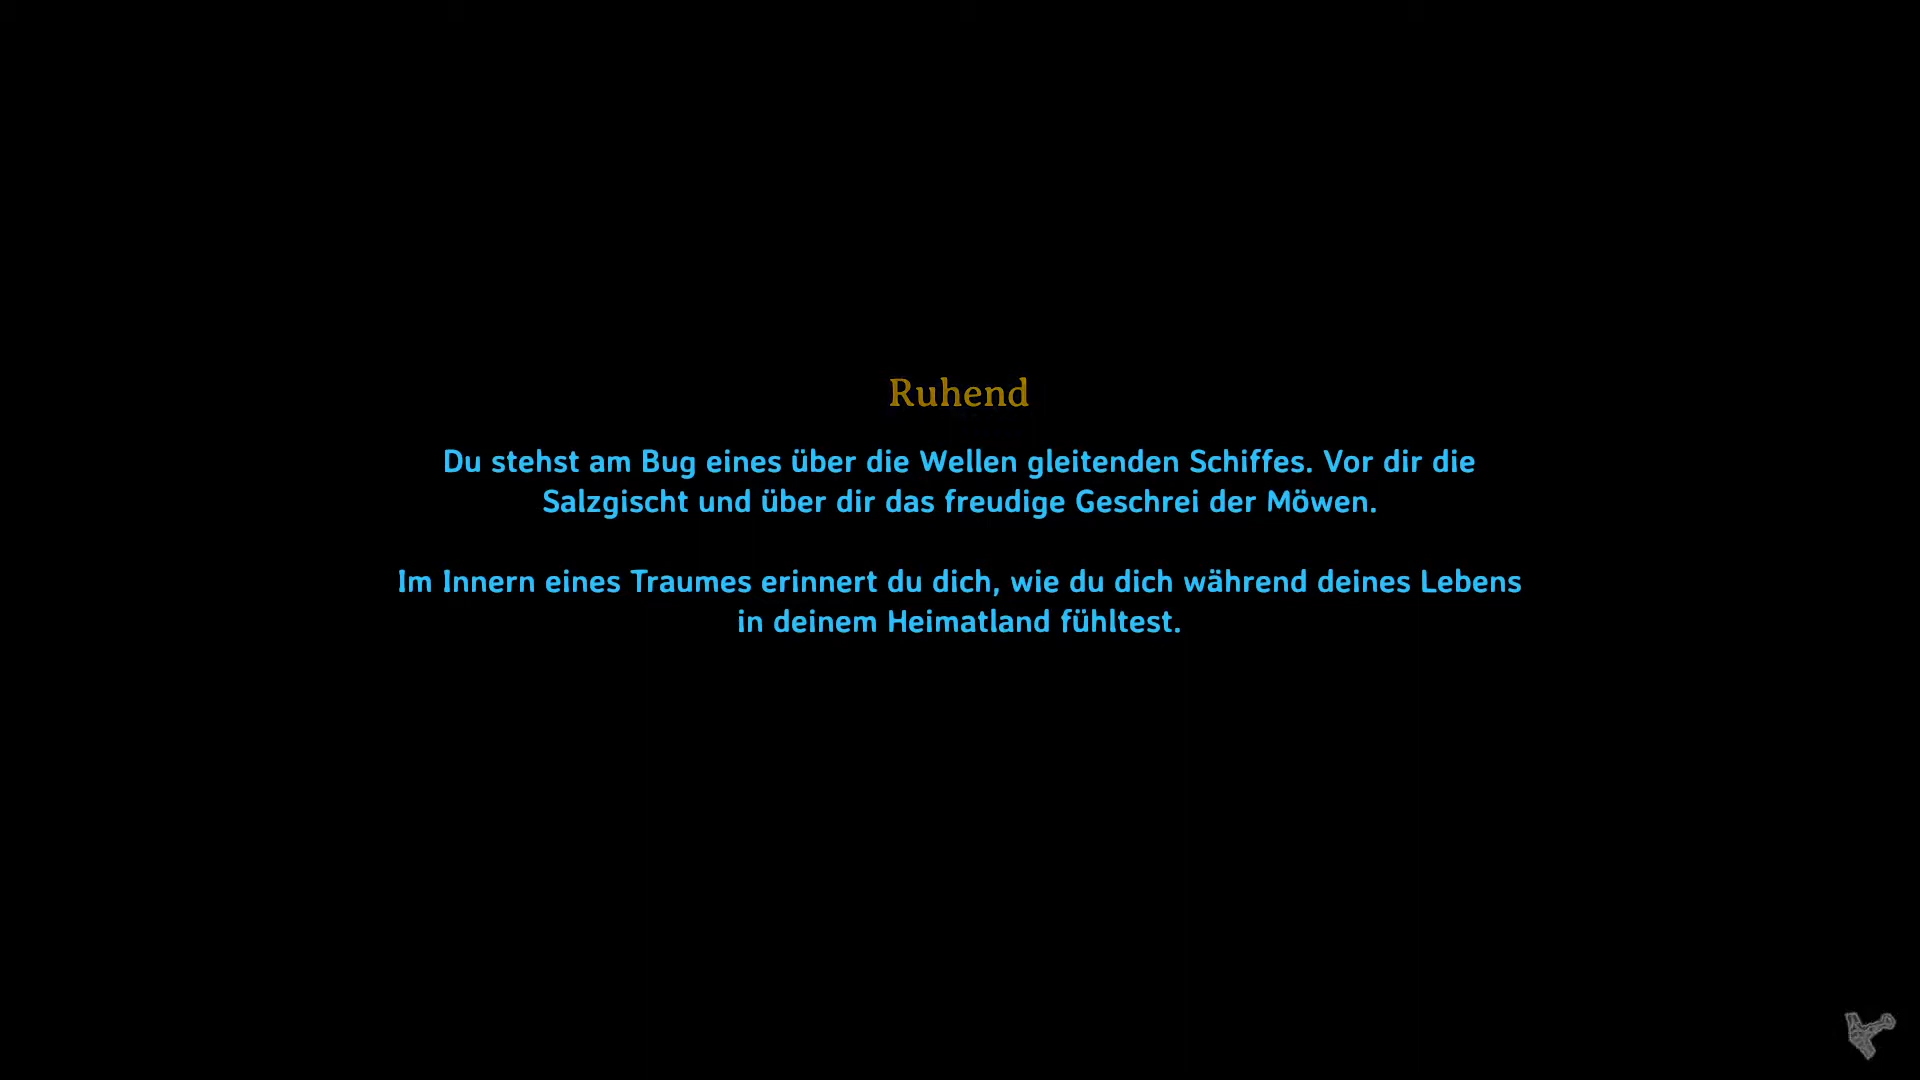 Ruhend
Du stehst am Bug eines über die Wellen gleitenden Schiffes. Vor dir die
Salzgischt und über dir das freudige Geschrei der Möwen.
Im Innern eines Traumes erinnert du dich, wie du dich während deines Lebens
in deinem Heimatland fühltest.